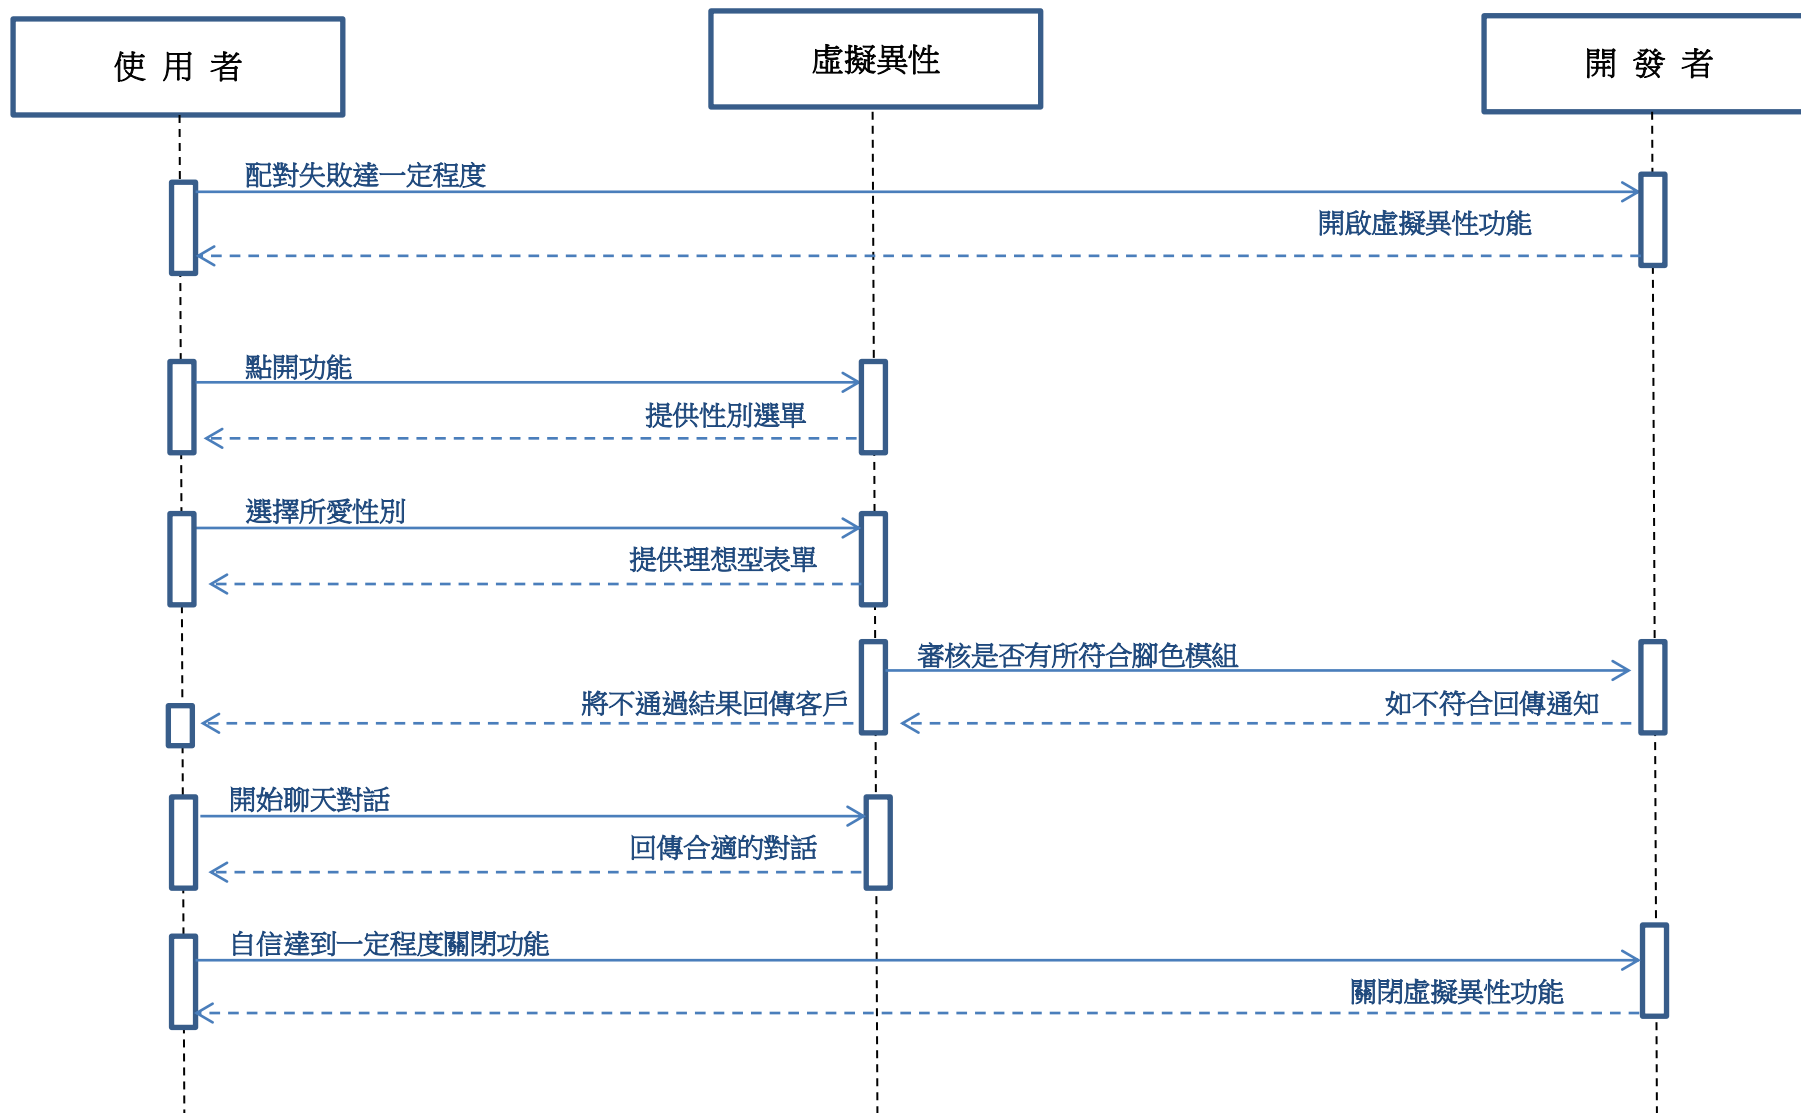 使 用 者
虛擬異性
開 發 者
配對失敗達一定程度
開啟虛擬異性功能
點開功能
提供性別選單
選擇所愛性別
提供理想型表單
審核是否有所符合腳色模組
將不通過結果回傳客戶
如不符合回傳通知
開始聊天對話
回傳合適的對話
自信達到一定程度關閉功能
關閉虛擬異性功能